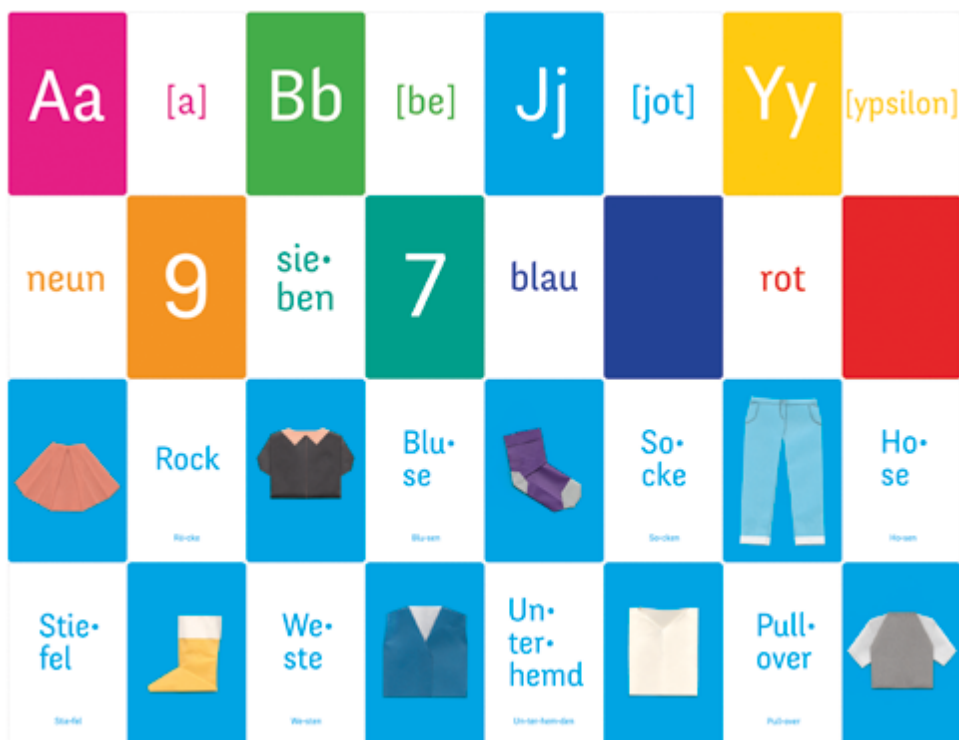 Aa [a] Bb [be] Jj [jot] Yy [ypsilon]
neun 9 sie•
ben 7 blau rot
Rock Blu•
se So•
cke Ho•
se
Rö-cke Blu-sen So-cken Ho-sen
Stie•
fel We•
ste Un•
ter•
hemd Pull•
over
Stie-fel We-sten Un-ter-hem-den Pull-over